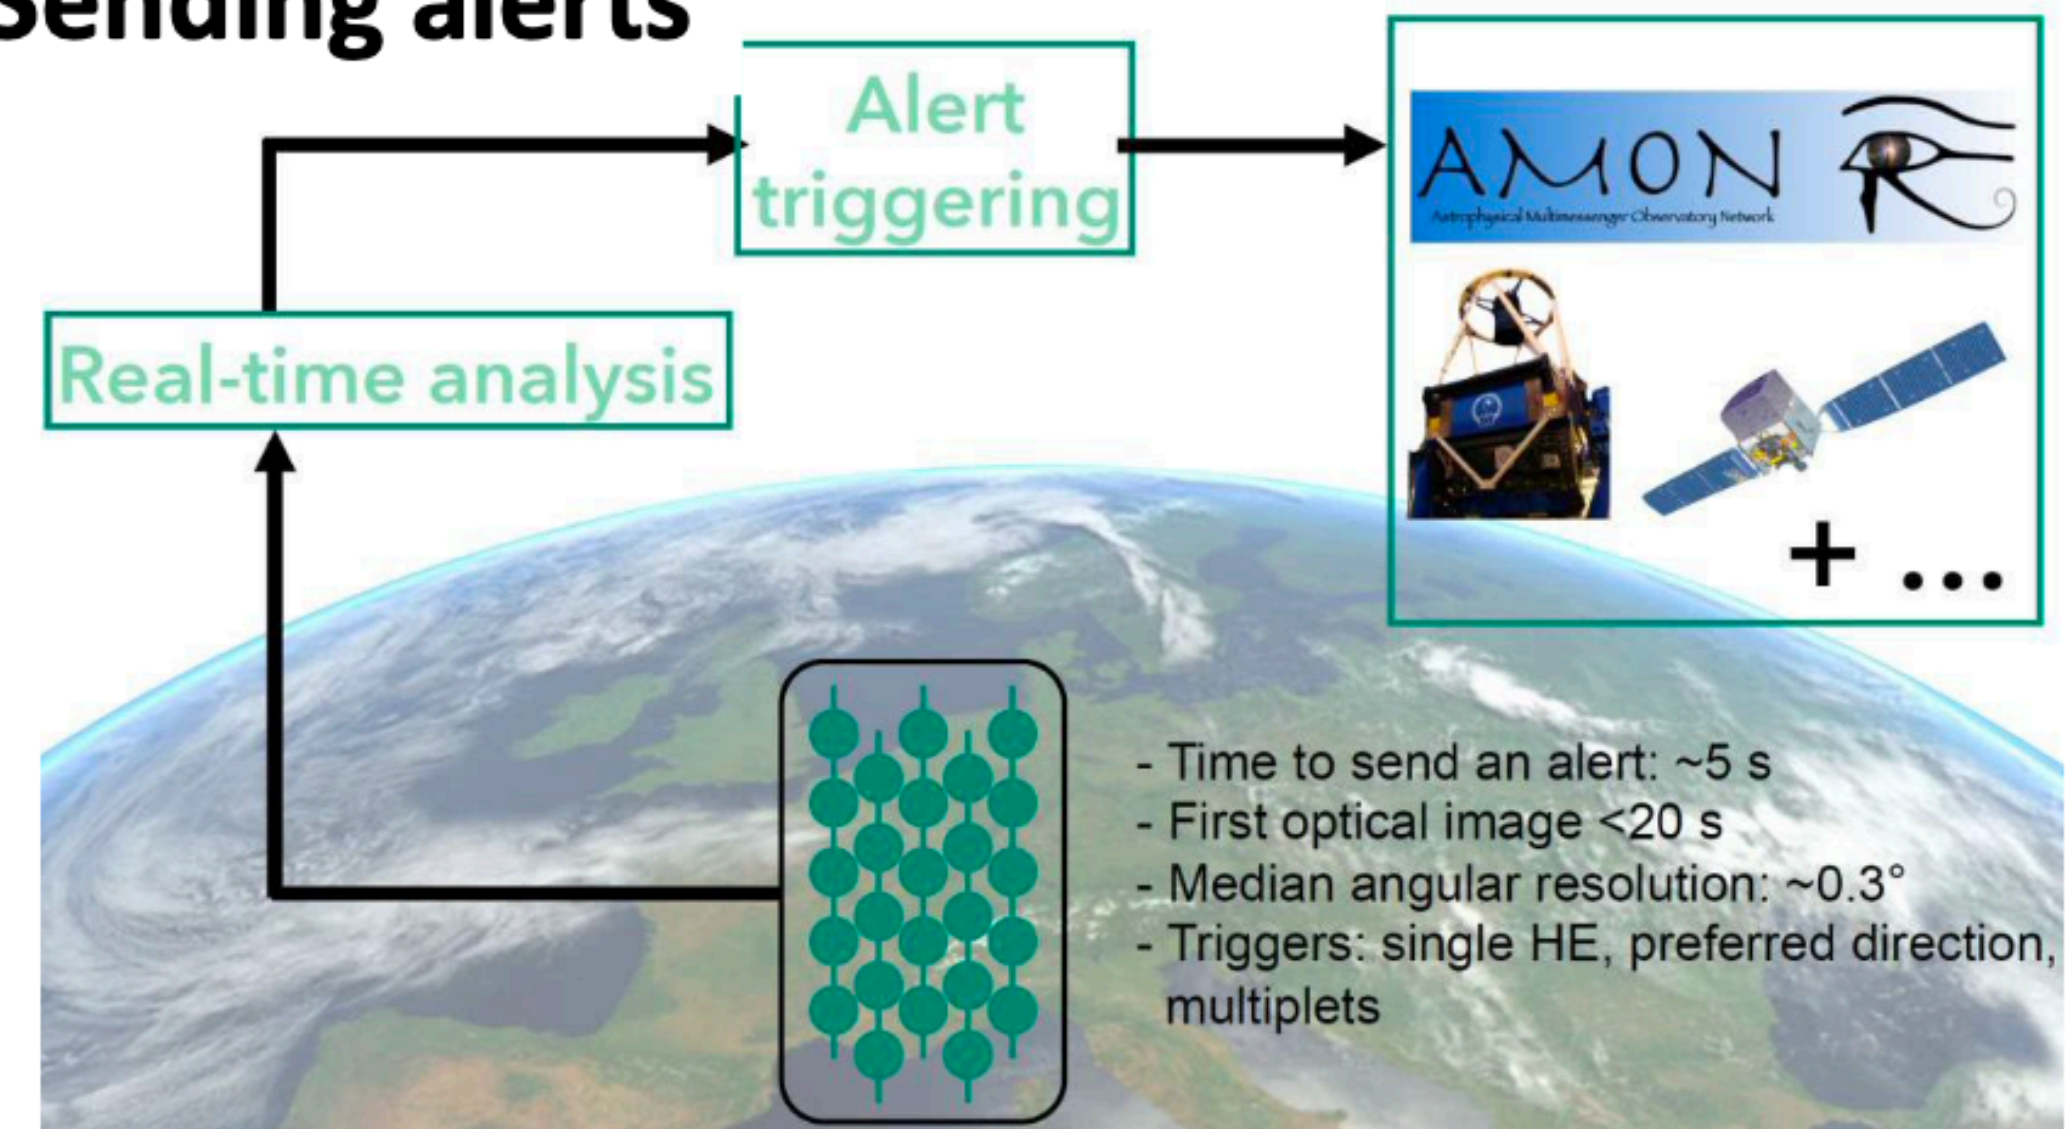 Sending alerts
Alert
triggering
AMON
Astrophysical Multimessenger Observatory Network
Real-time analysis
+ ...
- Time to send an alert: ~5 s
- First optical image <20 s
- Median angular resolution: ~0.3°
- Triggers: single HE, preferred direction,
multiplets